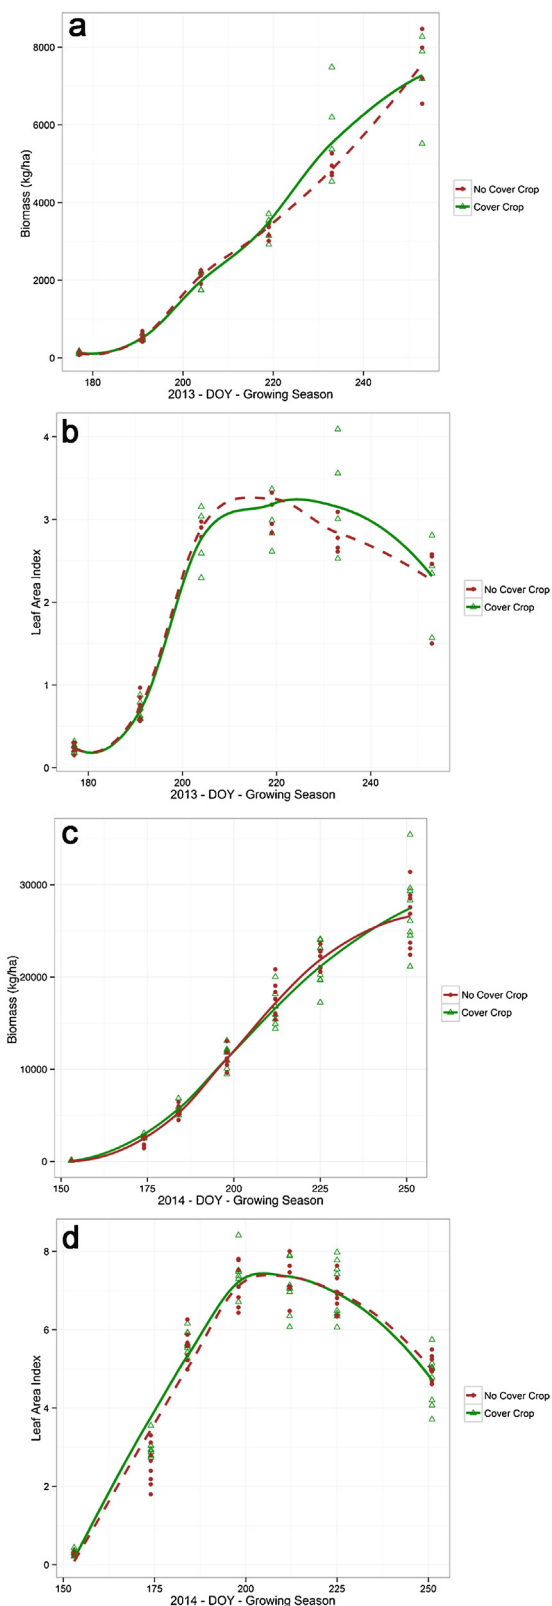 a
8000
6000
4000
2000
0
Biomass (kg/ha)
180 200 220 240
2013 - DOY - Growing Season
No Cover Crop
Cover Crop
b
4
3
2
1
0
Leaf Area Index
180 200 220 240
2013 - DOY - Growing Season
No Cover Crop
Cover Crop
c
30000
20000
10000
0
Biomass (kg/ha)
150 175 200 225 250
2014 - DOY - Growing Season
No Cover Crop
Cover Crop
d
8
6
4
2
0
Leaf Area Index
150 175 200 225 250
2014 - DOY - Growing Season
No Cover Crop
Cover Crop